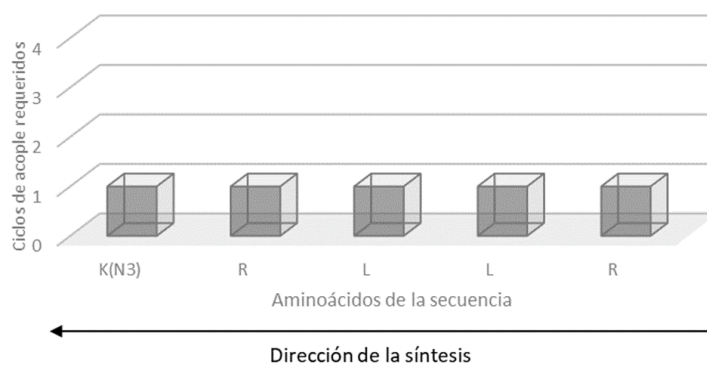 Ciclos de acople requeridos
4
3
2
1
0
K(N3) R L L R
Aminoácidos de la secuencia
Dirección de la síntesis